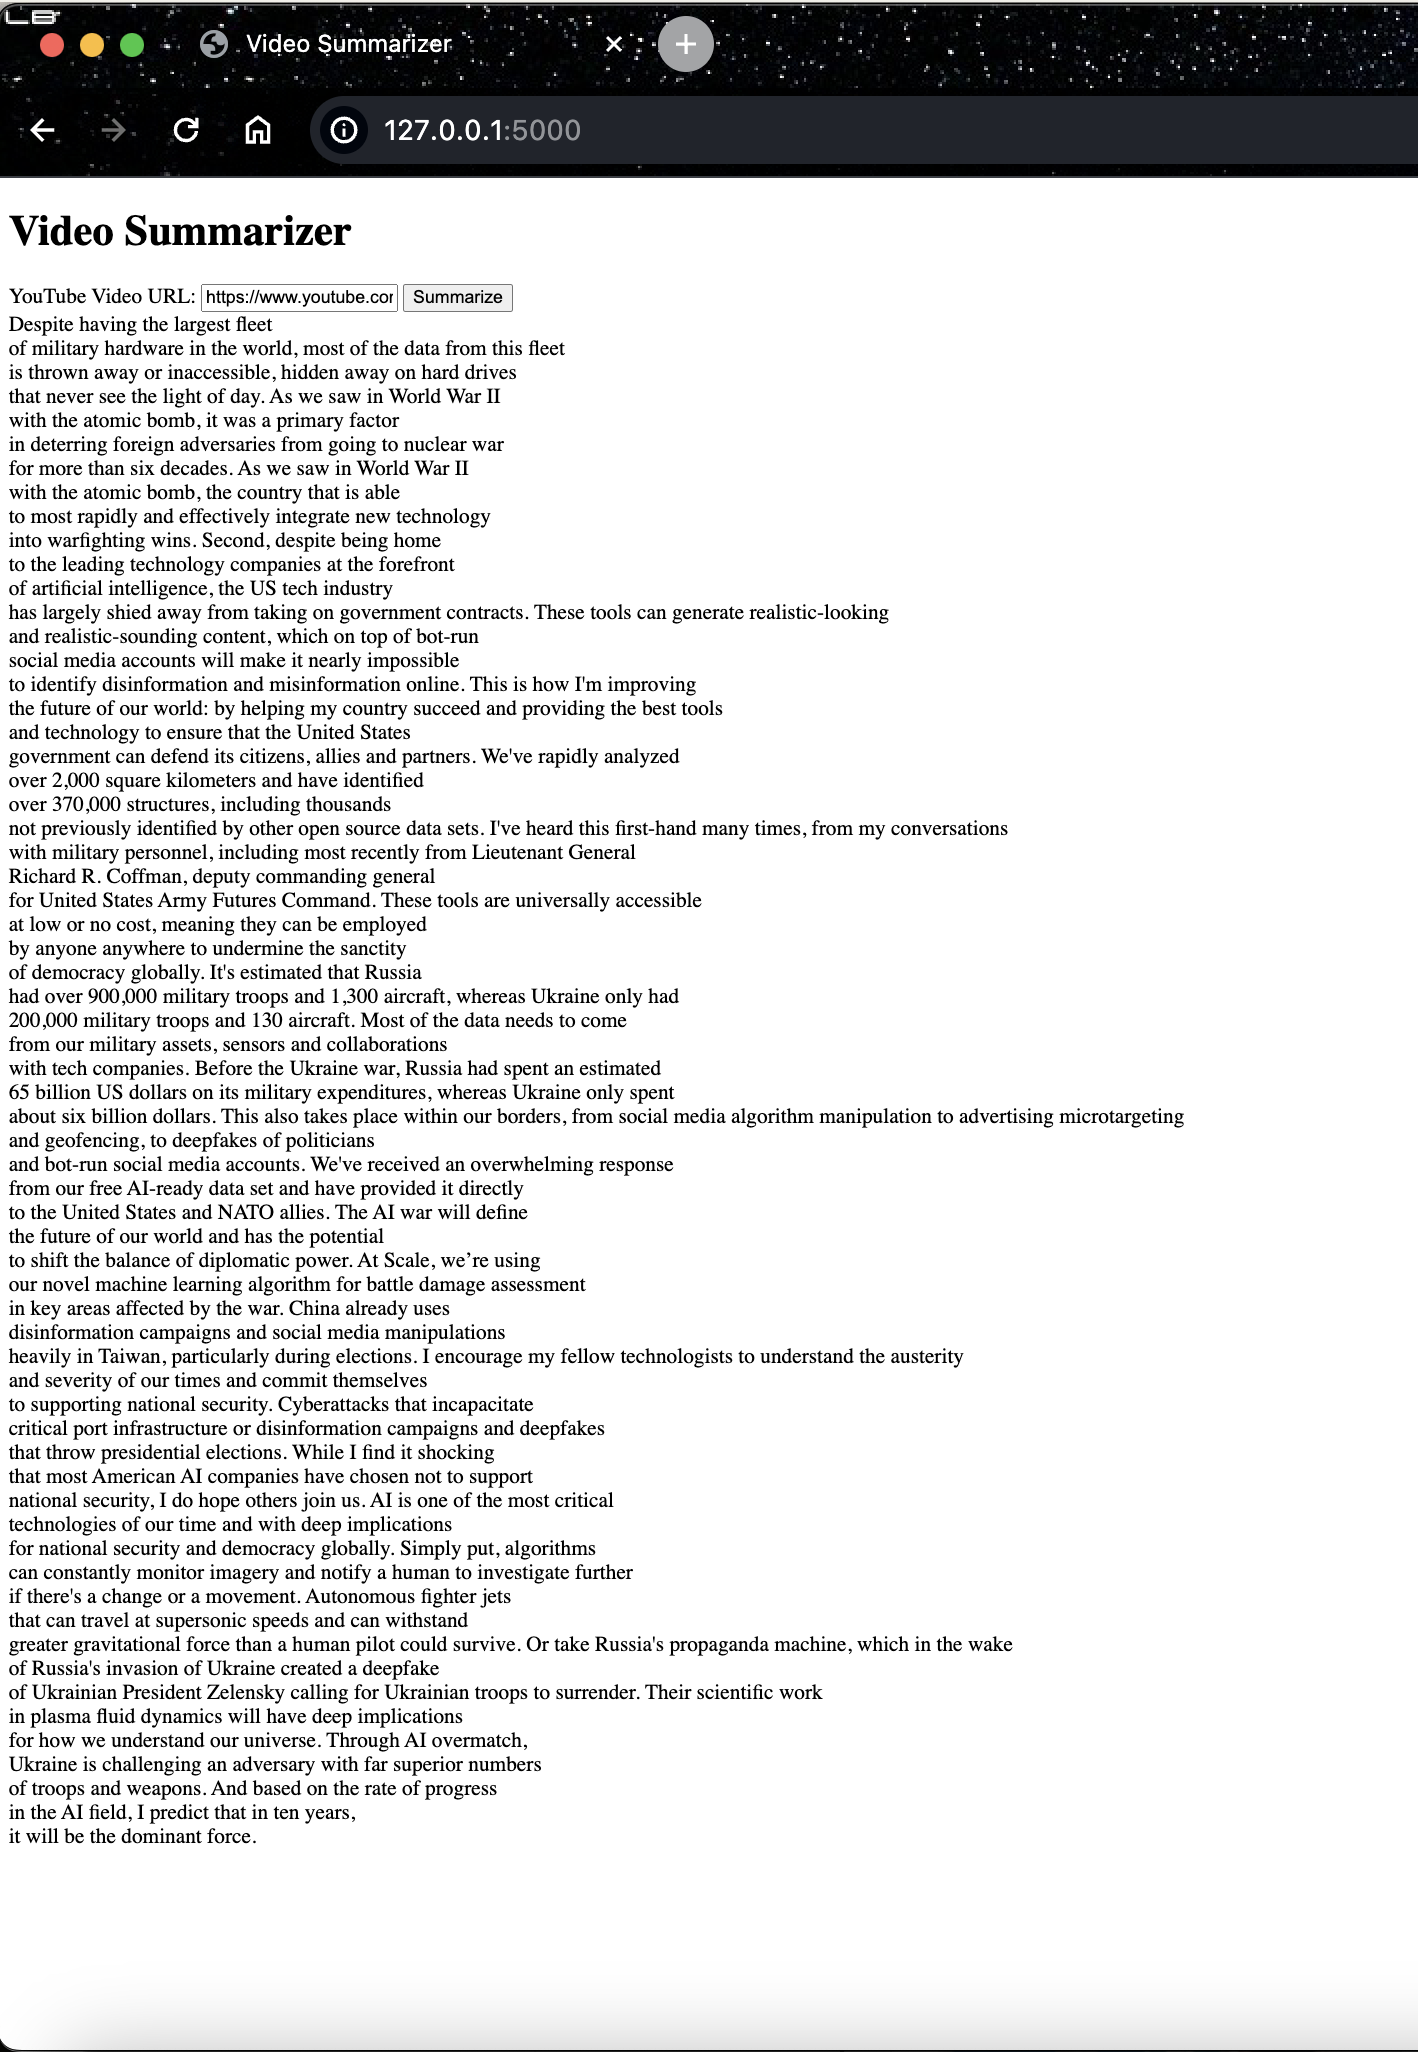 LB
Video Summarizer
127.0.0.1:5000
Video Summarizer
YouTube Video URL: https://www.youtube.cor Summarize
Despite having the largest fleet
of military hardware in the world, most of the data from this fleet
is thrown away or inaccessible, hidden away on hard drives
that never see the light of day. As we saw in World War II
with the atomic bomb, it was a primary factor
in deterring foreign adversaries from going to nuclear war
for more than six decades. As we saw in World War II
with the atomic bomb, the country that is able
to most rapidly and effectively integrate new technology
into warfighting wins. Second, despite being home
to the leading technology companies at the forefront
of artificial intelligence, the US tech industry
has largely shied away from taking on government contracts. These tools can generate realistic-looking
and realistic-sounding content, which on top of bot-run
social media accounts will make it nearly impossible
to identify disinformation and misinformation online. This is how I'm improving
the future of our world: by helping my country succeed and providing the best tools
and technology to ensure that the United States
government can defend its citizens, allies and partners. We've rapidly analyzed
over 2,000 square kilometers and have identified
over 370,000 structures, including thousands
not previously identified by other open source data sets. I've heard this first-hand many times, from my conversations
with military personnel, including most recently from Lieutenant General
Richard R. Coffman, deputy commanding general
for United States Army Futures Command. These tools are universally accessible
at low or no cost, meaning they can be employed
by anyone anywhere to undermine the sanctity
of democracy globally. It's estimated that Russia
had over 900,000 military troops and 1,300 aircraft, whereas Ukraine only had
200,000 military troops and 130 aircraft. Most of the data needs to come
from our military assets, sensors and collaborations
with tech companies. Before the Ukraine war, Russia had spent an estimated
65 billion US dollars on its military expenditures, whereas Ukraine only spent
about six billion dollars. This also takes place within our borders, from social media algorithm manipulation to advertising microtargeting
and geofencing, to deepfakes of politicians
and bot-run social media accounts. We've received an overwhelming response
from our free AI-ready data set and have provided it directly
to the United States and NATO allies. The AI war will define
the future of our world and has the potential
to shift the balance of diplomatic power. At Scale, we’re using
our novel machine learning algorithm for battle damage assessment
in key areas affected by the war. China already uses
disinformation campaigns and social media manipulations
heavily in Taiwan, particularly during elections. I encourage my fellow technologists to understand the austerity
and severity of our times and commit themselves
to supporting national security. Cyberattacks that incapacitate
critical port infrastructure or disinformation campaigns and deepfakes
that throw presidential elections. While I find it shocking
that most American AI companies have chosen not to support
national security, I do hope others join us. AI is one of the most critical
technologies of our time and with deep implications
for national security and democracy globally. Simply put, algorithms
can constantly monitor imagery and notify a human to investigate further
if there's a change or a movement. Autonomous fighter jets
that can travel at supersonic speeds and can withstand
greater gravitational force than a human pilot could survive. Or take Russia's propaganda machine, which in the wake
of Russia's invasion of Ukraine created a deepfake
of Ukrainian President Zelensky calling for Ukrainian troops to surrender. Their scientific work
in plasma fluid dynamics will have deep implications
for how we understand our universe. Through AI overmatch,
Ukraine is challenging an adversary with far superior numbers
of troops and weapons. And based on the rate of progress
in the AI field, I predict that in ten years,
it will be the dominant force.